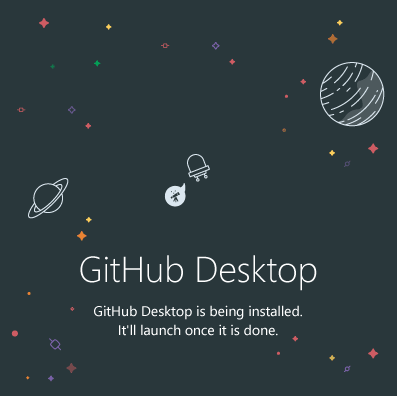 GitHub Desktop
GitHub Desktop is being installed.
It'll launch once it is done.